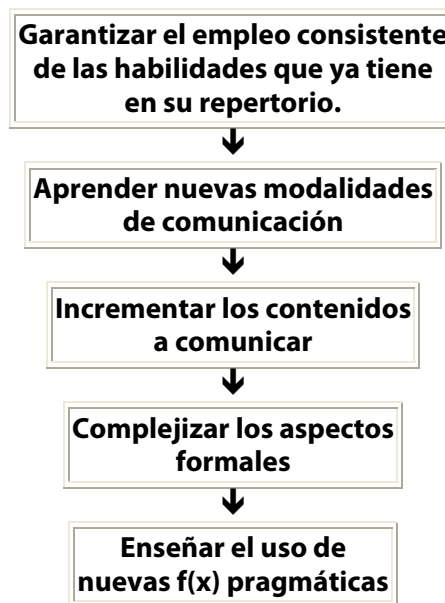 Garantizar el empleo consistente
de las habilidades que ya tiene
en su repertorio.
Aprender nuevas modalidades
de comunicación
Incrementar los contenidos
a comunicar
Complejizar los aspectos
formales
Enseñar el uso de
nuevas f(x) pragmáticas